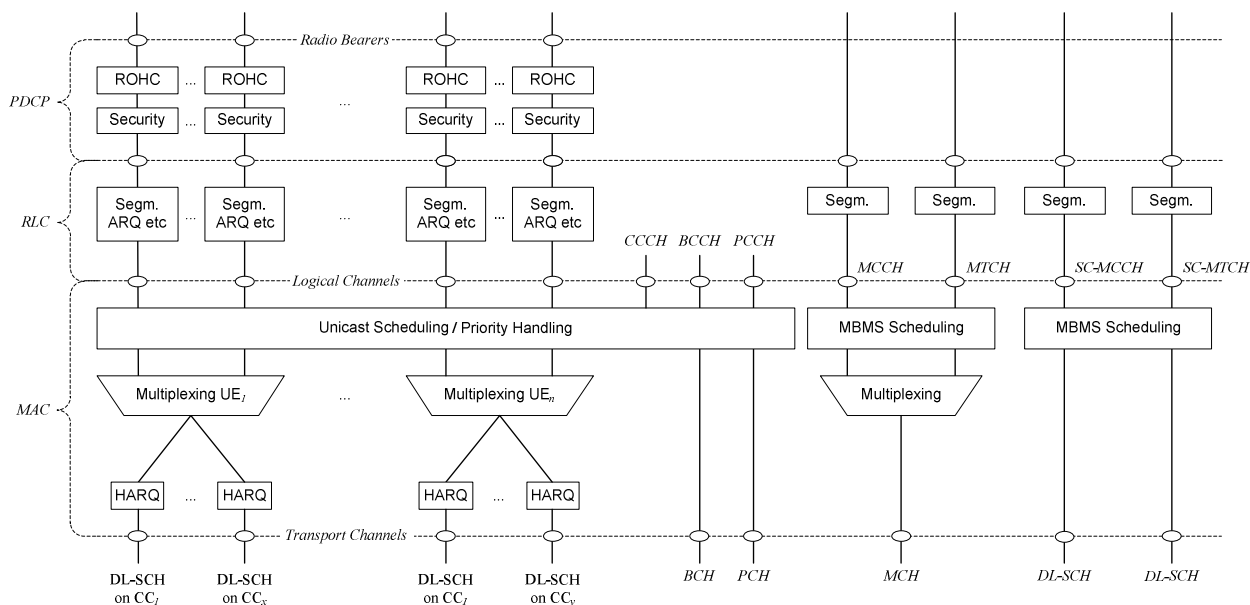 Radio Bearers
ROHC ... ROHC ROHC ... ROHC
PDCP ...
Security ... Security Security ... Security
Segm. ARQ etc ... Segm. ARQ etc ... Segm. ARQ etc ... Segm. ARQ etc Segm. Segm. Segm. Segm.
RLC
CCCH BCCH PCCH
MCCH MTCH SC-MCCH SC-MTCH
Logical Channels
Unicast Scheduling / Priority Handling MBMS Scheduling MBMS Scheduling
MAC
Multiplexing UE1 ... Multiplexing UEn Multiplexing
HARQ ... HARQ HARQ ... HARQ
Transport Channels
DL-SCH on CC1 DL-SCH on CCx DL-SCH on CC1 DL-SCH on CCy BCH PCH MCH DL-SCH DL-SCH